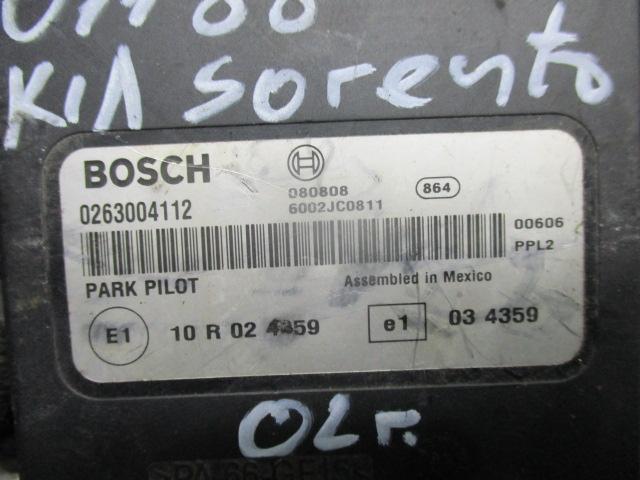 KIA Sorento
BOSCH
080808
864
0263004112
6002JC0811
00606
PPL2
PARK PILOT
Assembled in Mexico
E1
10 R 02 4359
e1
03 4359
02г.